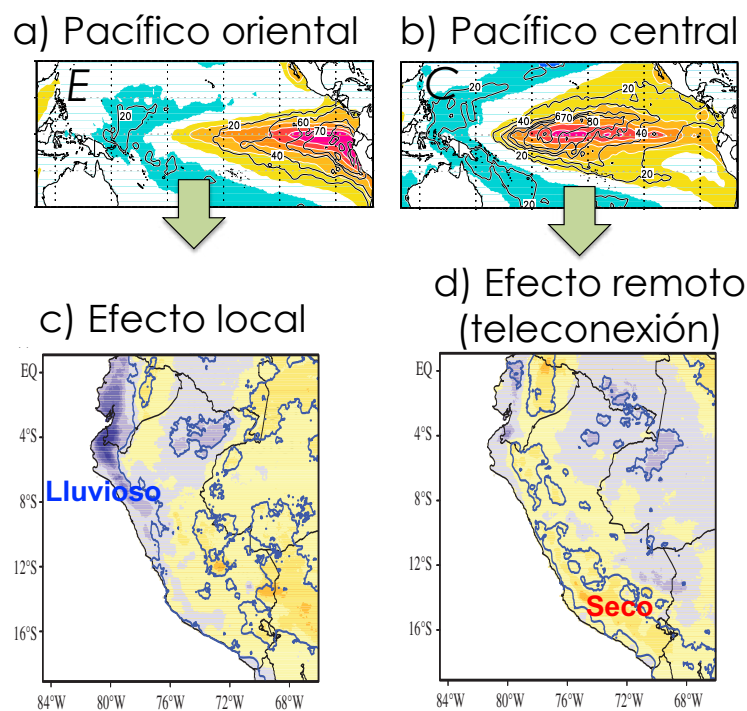 a) Pacífico oriental
b) Pacífico central
E
20
20
60
70
40
C
20
670
80
40
20
40
20
20
c) Efecto local
d) Efecto remoto
(teleconexión)
EQ
4°S
8°S
12°S
16°S
Lluvioso
84°W 80°W 76°W 72°W 68°W
EQ
4°S
8°S
12°S
16°S
Seco
84°W 80°W 76°W 72°W 68°W